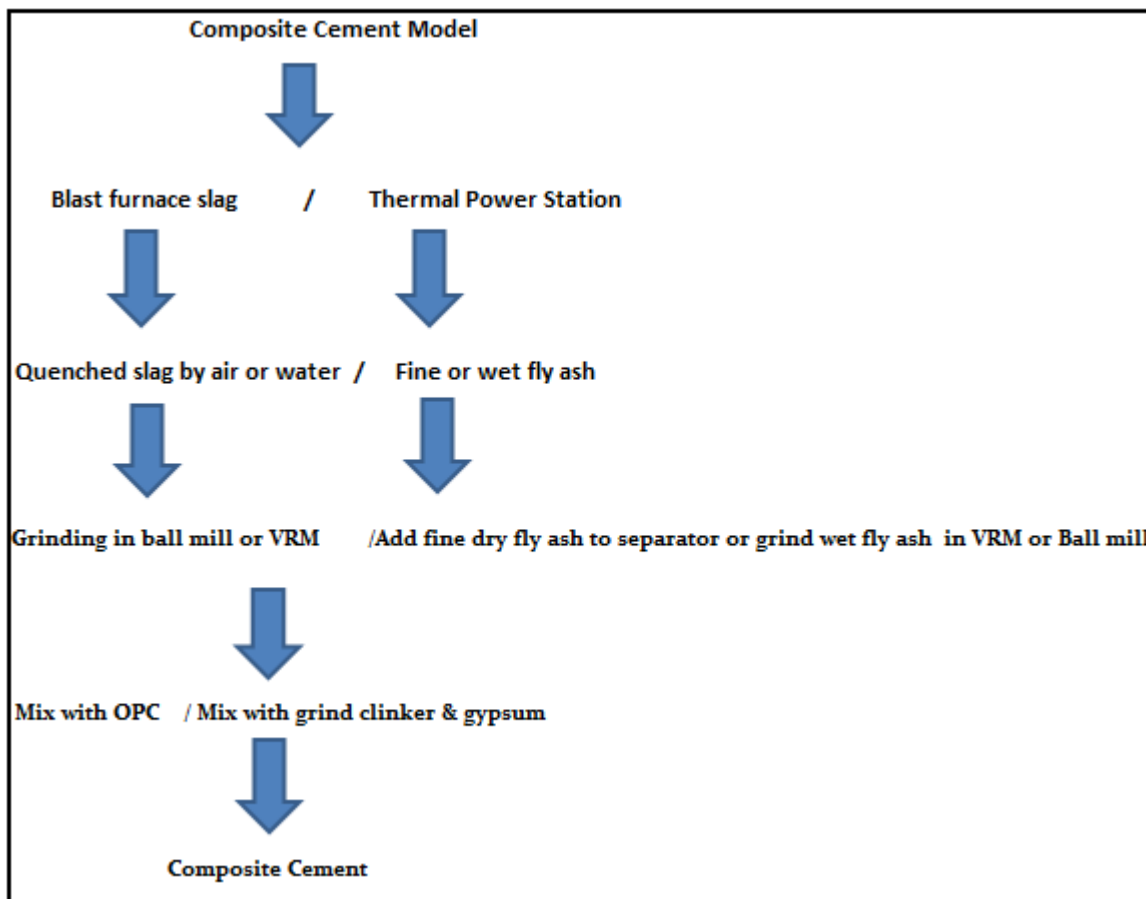 Composite Cement Model
Blast furnace slag / Thermal Power Station
Quenched slag by air or water / Fine or wet fly ash
Grinding in ball mill or VRM /Add fine dry fly ash to separator or grind wet fly ash in VRM or Ball mill
Mix with OPC / Mix with grind clinker & gypsum
Composite Cement